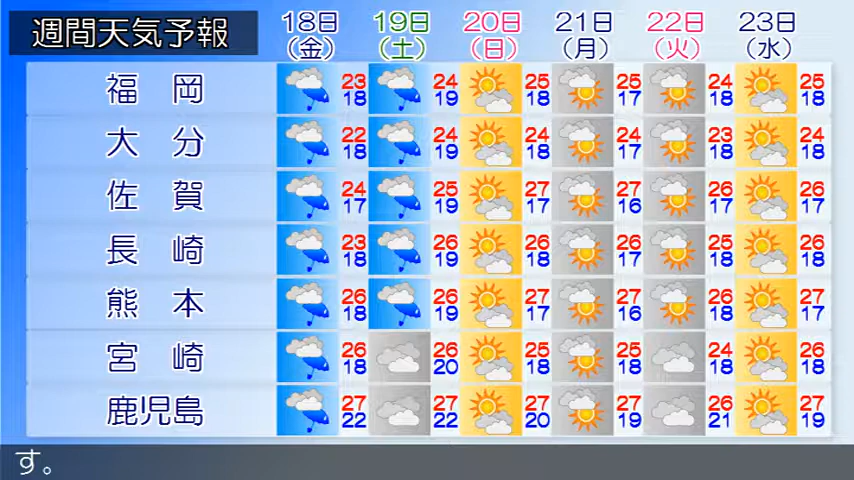 週間天気予報 18日 19日 20日 21日 22日 23日
(金) (土) (日) (月) (火) (水)
福岡 23 18 24 19 25 18 25 17 24 18 25 18
大分 22 18 24 19 24 18 24 17 23 18 24 18
佐賀 24 17 25 19 27 17 27 16 26 17 26 17
長崎 23 18 26 19 26 18 26 17 25 18 26 18
熊本 26 18 26 19 27 17 27 16 26 18 27 17
宮崎 26 18 26 20 25 18 25 18 24 18 26 18
鹿児島 27 22 27 22 27 20 27 19 26 21 27 19
す。